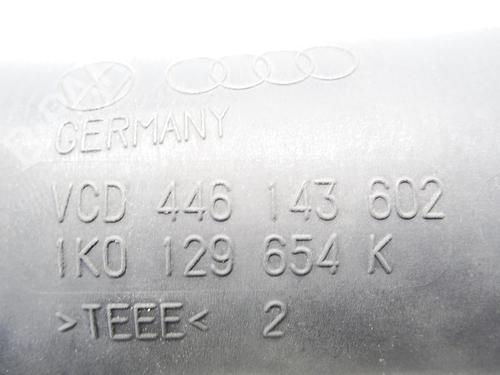 GERMANY
VCD 446 143 602
1K0 129 654 K
>TEEE< 2